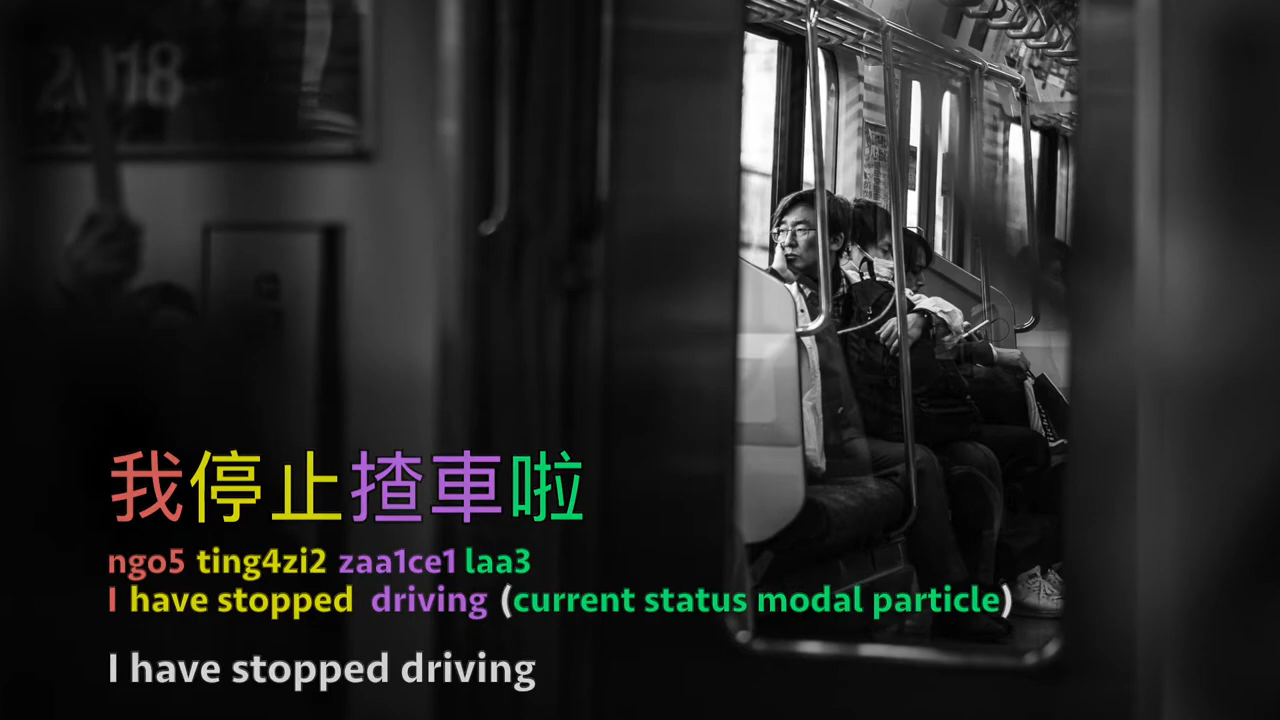 我停止揸車啦
ngo5 ting4zi2 zaa1ce1 laa3
I have stopped driving (current status modal particle)
I have stopped driving